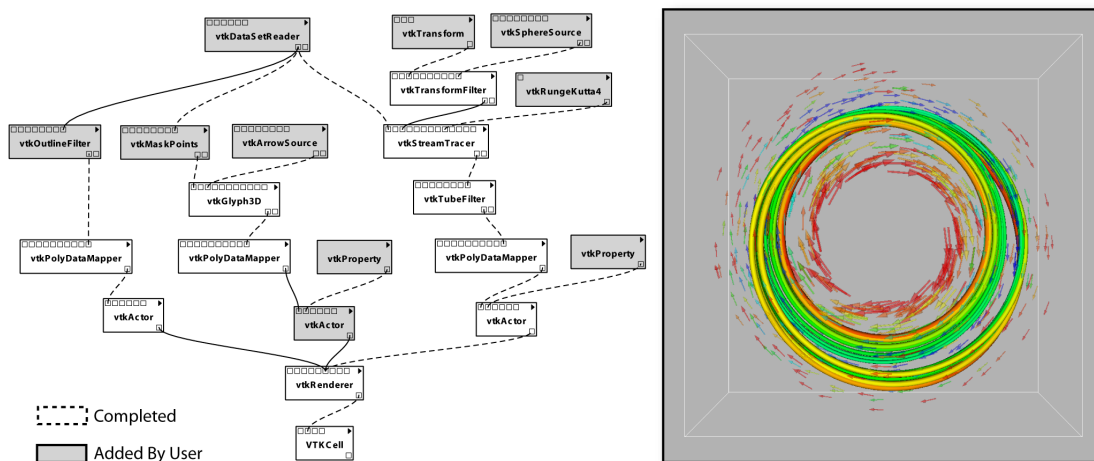 vtkDataSetReader
vtkTransform
vtkSphereSource
vtkTransformFilter
vtkRungeKutta4
vtkOutlineFilter
vtkMaskPoints
vtkArrowSource
vtkStreamTracer
vtkGlyph3D
vtkTubeFilter
vtkPolyDataMapper
vtkPolyDataMapper
vtkProperty
vtkPolyDataMapper
vtkProperty
vtkActor
vtkActor
vtkActor
vtkRenderer
VTKCell
Completed
Added By User